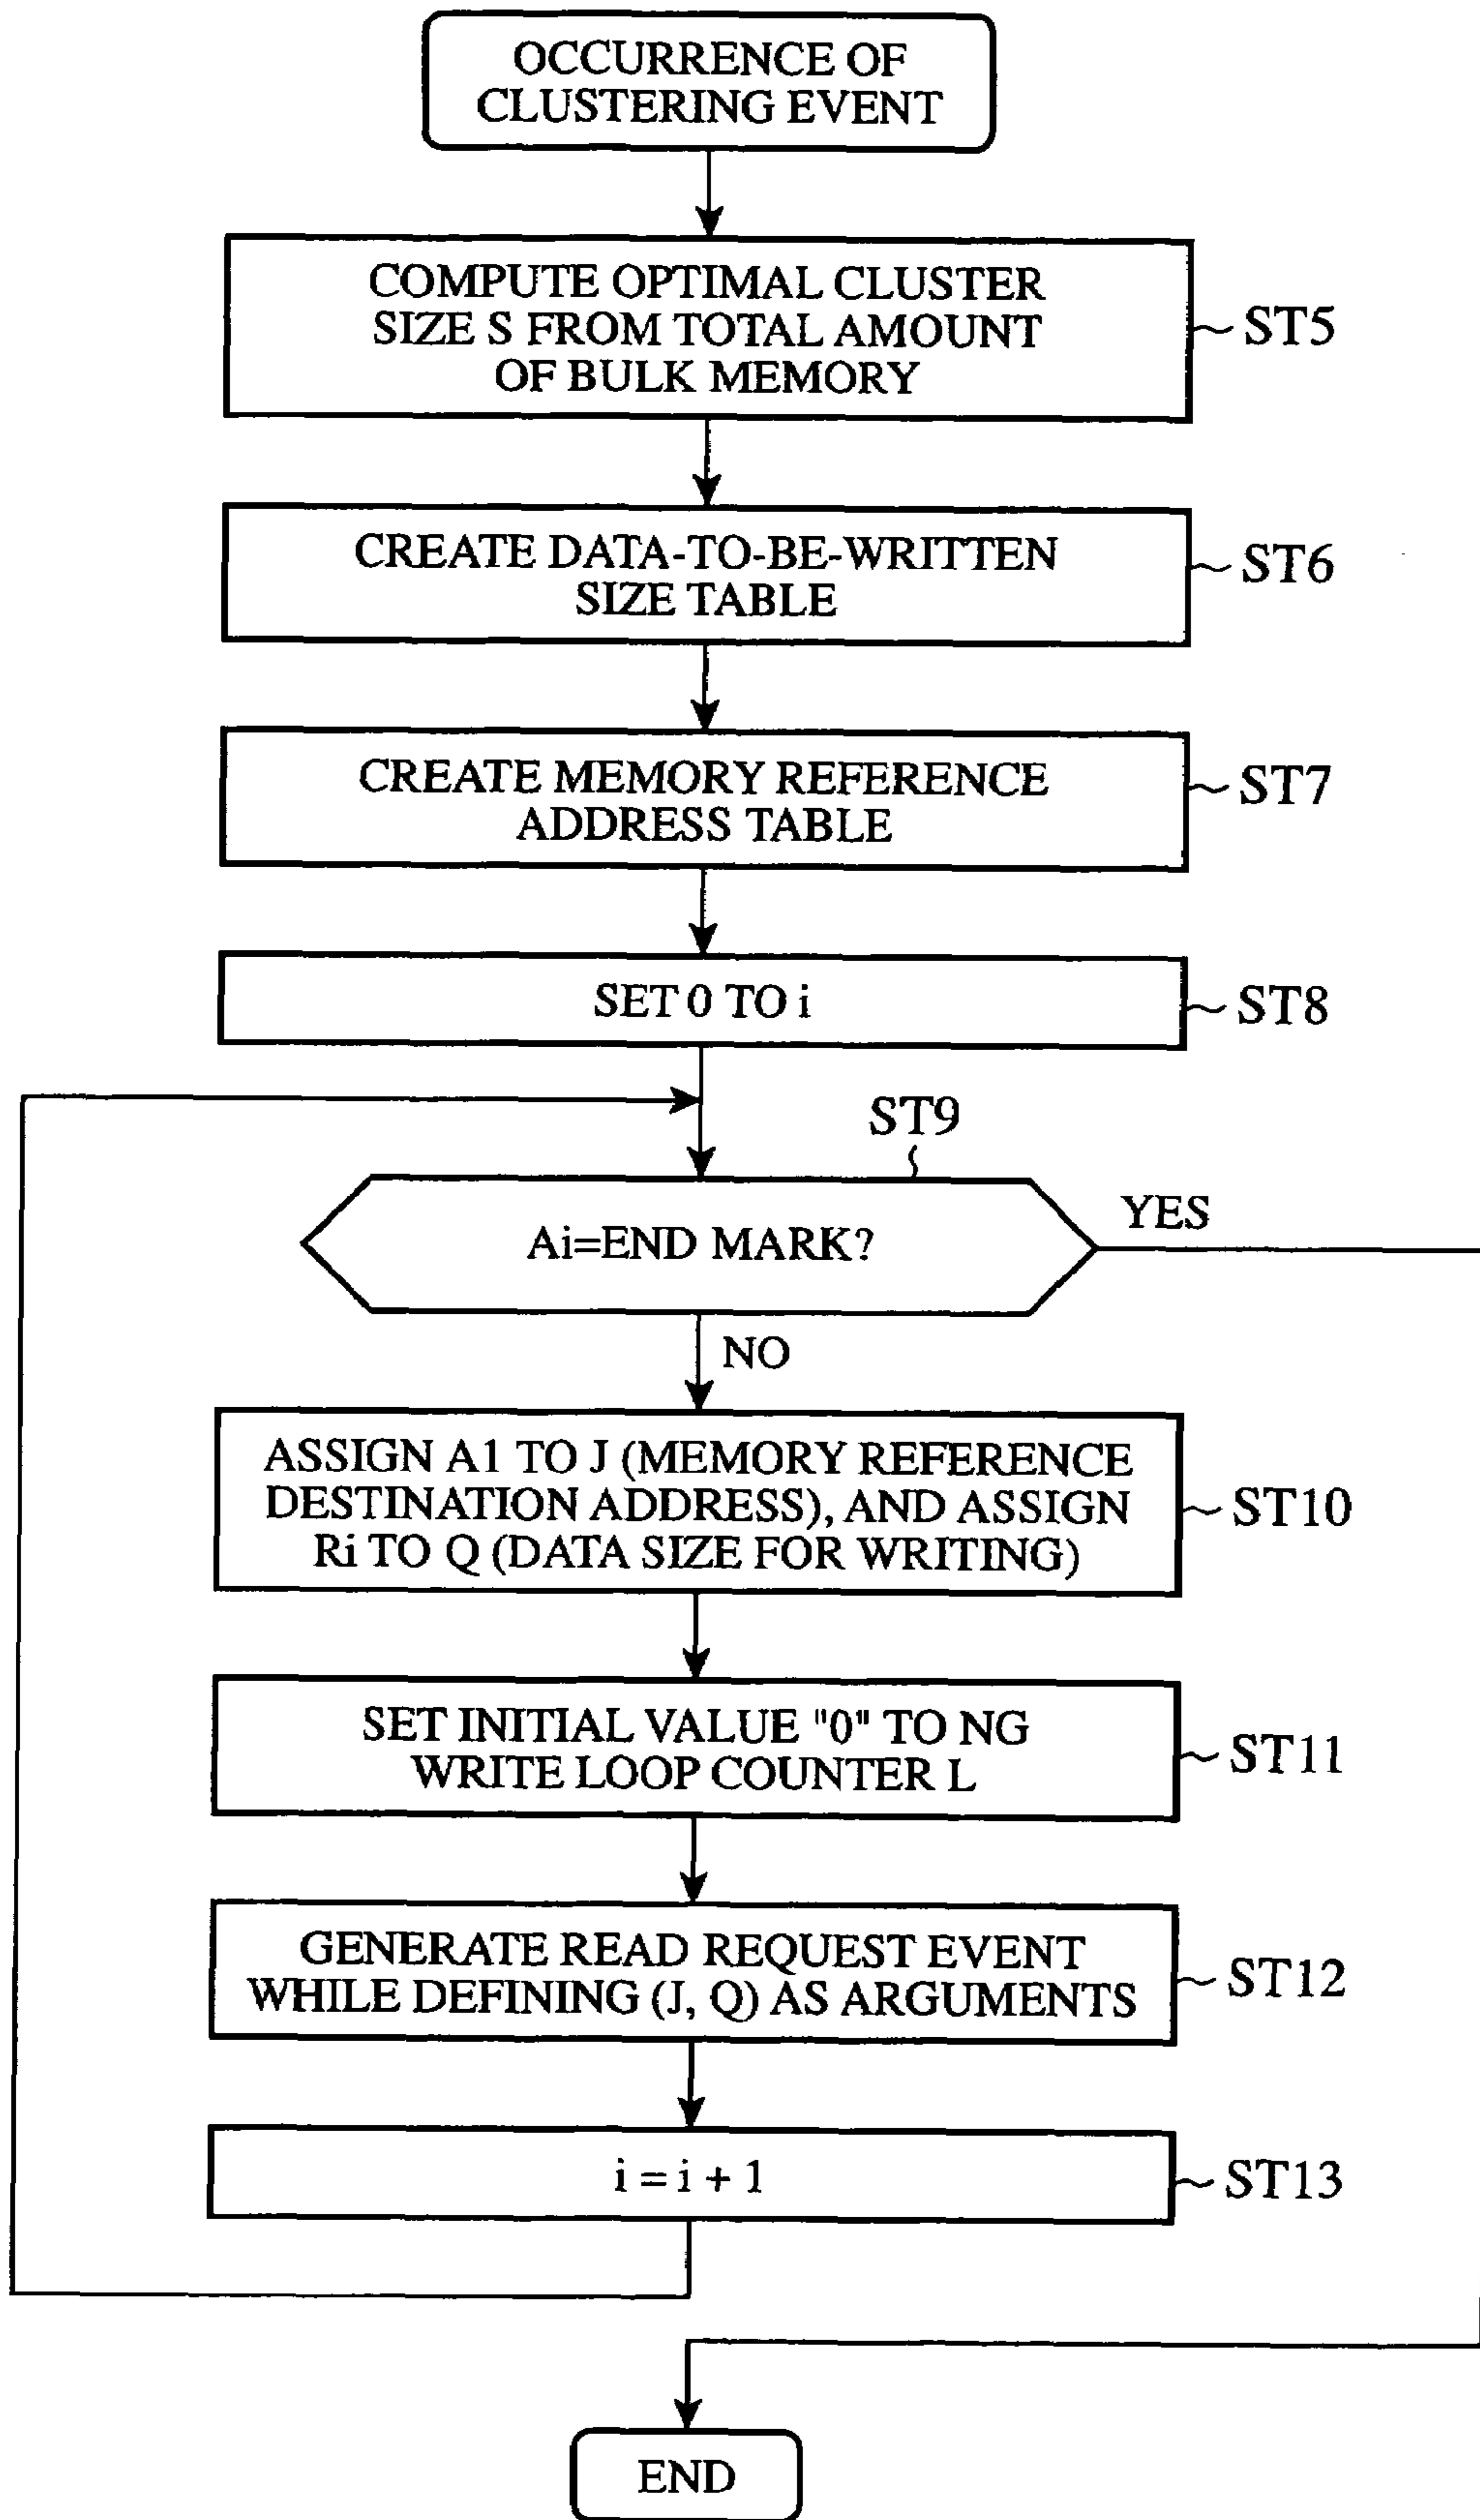 OCCURRENCE OF
CLUSTERING EVENT
COMPUTE OPTIMAL CLUSTER
SIZE S FROM TOTAL AMOUNT
OF BULK MEMORY
ST5
CREATE DATA-TO-BE-WRITTEN
SIZE TABLE
ST6
CREATE MEMORY REFERENCE
ADDRESS TABLE
ST7
SET 0 TO i
ST8
ST9
Ai=END MARK?
YES
NO
ASSIGN A1 TO J (MEMORY REFERENCE
DESTINATION ADDRESS), AND ASSIGN
Ri TO Q (DATA SIZE FOR WRITING)
ST10
SET INITIAL VALUE "0" TO NG
WRITE LOOP COUNTER L
ST11
GENERATE READ REQUEST EVENT
WHILE DEFINING (J, Q) AS ARGUMENTS
ST12
i = i + 1
ST13
END